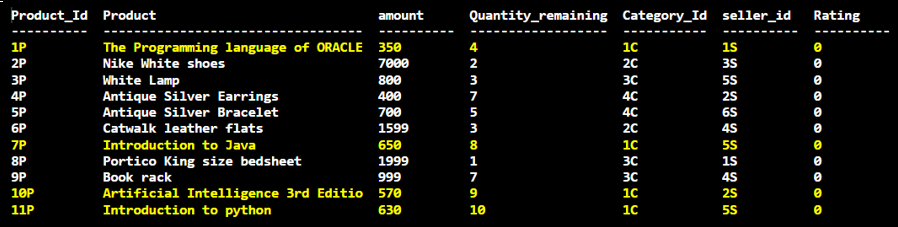 Product_Id Product amount Quantity_remaining Category_Id seller_id Rating
---------- ---------------------------------- ---------- ------------------ ----------- ---------- ----------
1P The Programming language of ORACLE 350 4 1C 1S 0
2P Nike White shoes 7000 2 2C 3S 0
3P White Lamp 800 3 3C 5S 0
4P Antique Silver Earrings 400 7 4C 2S 0
5P Antique Silver Bracelet 700 5 4C 6S 0
6P Catwalk leather flats 1599 3 2C 4S 0
7P Introduction to Java 650 8 1C 5S 0
8P Portico King size bedsheet 1999 1 3C 1S 0
9P Book rack 999 7 3C 4S 0
10P Artificial Intelligence 3rd Editio 570 9 1C 2S 0
11P Introduction to python 630 10 1C 5S 0